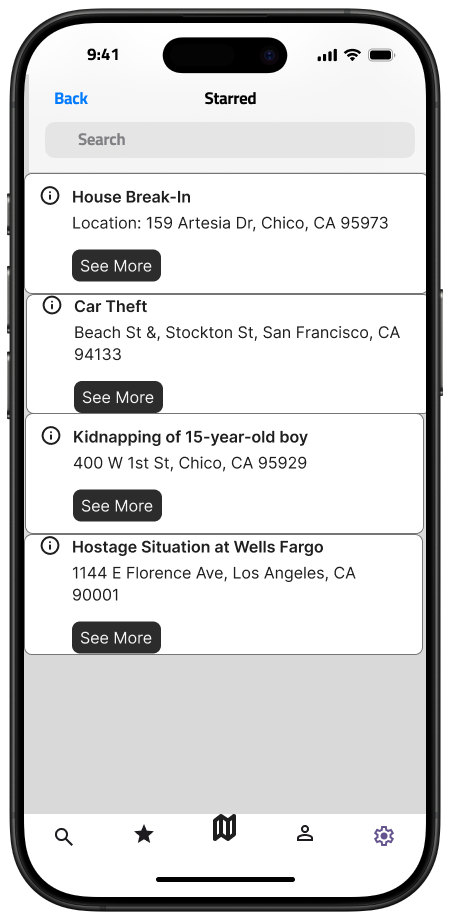 9:41
Back
Starred
Search
House Break-In
Location: 159 Artesia Dr, Chico, CA 95973
See More
Car Theft
Beach St &, Stockton St, San Francisco, CA
94133
See More
Kidnapping of 15-year-old boy
400 W 1st St, Chico, CA 95929
See More
Hostage Situation at Wells Fargo
1144 E Florence Ave, Los Angeles, CA
90001
See More